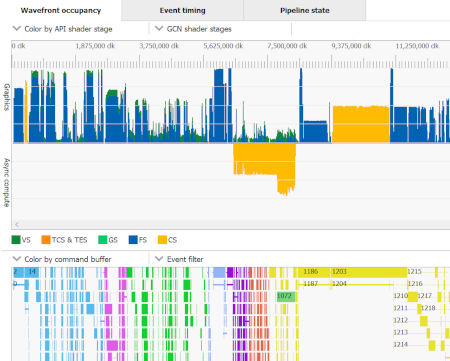 Wavefront occupancy Event timing Pipeline state
Color by API shader stage GCN shader stages
0 clk 1,875,000 clk 3,750,000 clk 5,625,000 clk 7,500,000 clk 9,375,000 clk 11,250,000 clk
Graphics
Async compute
VS TCS & TES GS FS CS
Color by command buffer Event filter
2 14 1186 1203 1215
1187 1204 1216
1072 1210 1217
1211 1218
1212
1213
1214